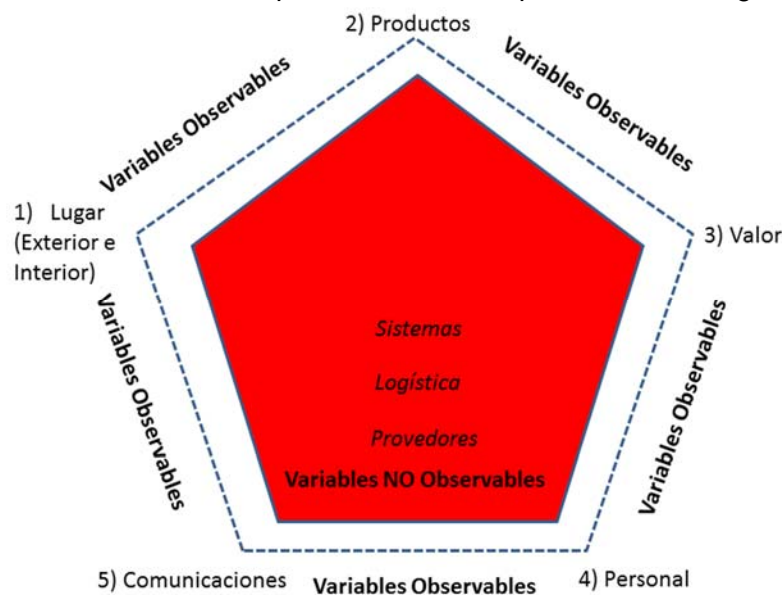 2) Productos
Variables Observables
Variables Observables
1) Lugar
(Exterior e
Interior)
3) Valor
Variables Observables
Variables Observables
Sistemas
Logística
Provedores
Variables NO Observables
5) Comunicaciones
Variables Observables
4) Personal